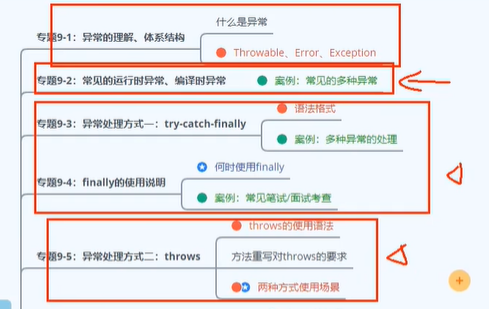 什么是异常
专题9-1：异常的理解、体系结构
Throwable、Error、Exception
专题9-2：常见的运行时异常、编译时异常 案例：常见的多种异常
语法格式
专题9-3：异常处理方式一：try-catch-finally
案例：多种异常的处理
何时使用finally
专题9-4：finally的使用说明
案例：常见笔试/面试考查
throws的使用语法
专题9-5：异常处理方式二：throws 方法重写对throws的要求
两种方式使用场景